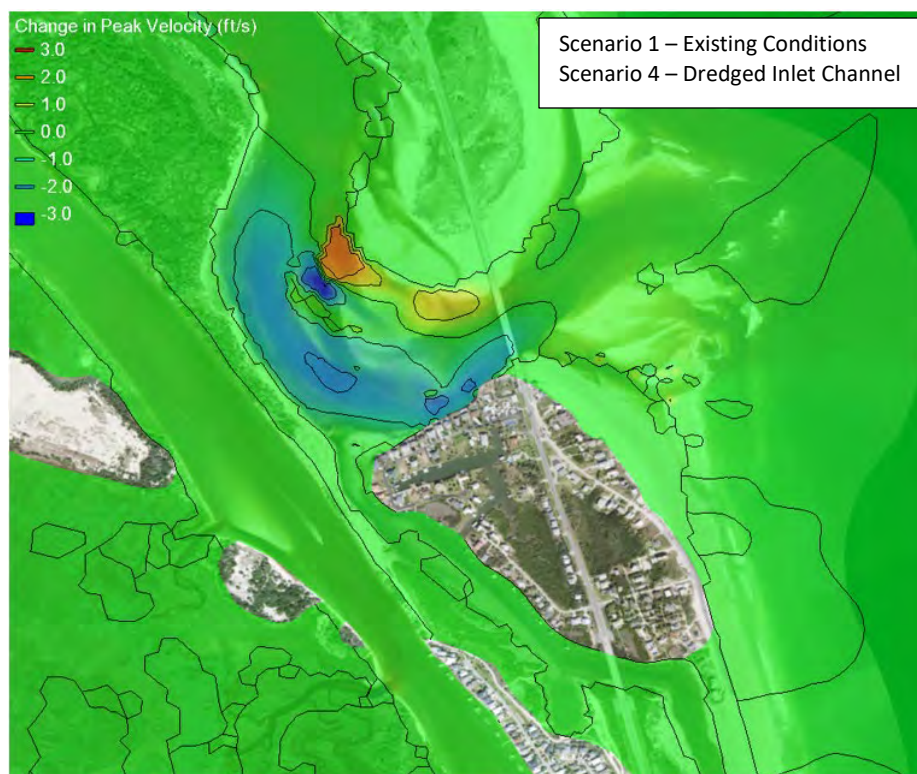 Change in Peak Velocity (ft/s)
3.0
2.0
1.0
0.0
-1.0
-2.0
-3.0
Scenario 1 – Existing Conditions
Scenario 4 – Dredged Inlet Channel